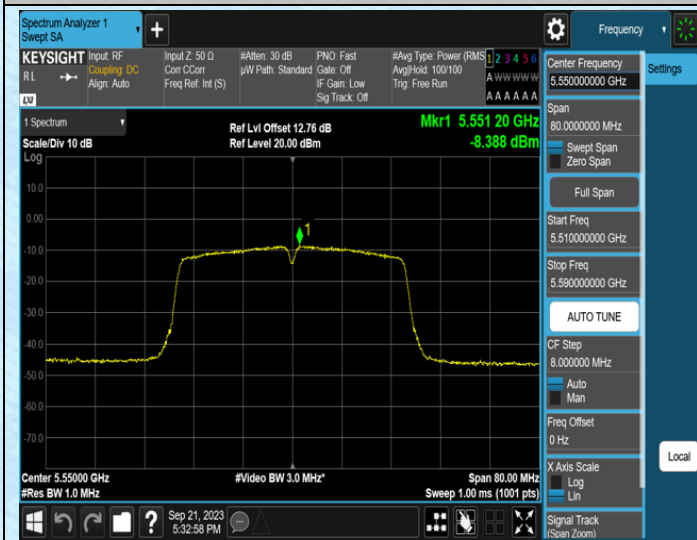 Spectrum Analyzer 1
Swept SA
+
Frequency
KEYSIGHT
R L
Input: RF
Coupling: DC
Align: Auto
Input Z: 50 Ω
Corr CCorr
Freq Ref: Int (S)
#Atten: 30 dB
µW Path: Standard
PNO: Fast
Gate: Off
IF Gain: Low
Sig Track: Off
#Avg Type: Power (RMS
Avg|Hold: 100/100
Trig: Free Run
1 2 3 4 5 6
A W W W W W
A A A A A A
LXI
1 Spectrum
Scale/Div 10 dB
Log
Ref Lvl Offset 12.76 dB
Ref Level 20.00 dBm
Mkr1 5.551 20 GHz
-8.388 dBm
10.0
0.00
-10.0
-20.0
-30.0
-40.0
-50.0
-60.0
-70.0
1
Center 5.55000 GHz
#Res BW 1.0 MHz
#Video BW 3.0 MHz*
Span 80.00 MHz
Sweep 1.00 ms (1001 pts)
?
Sep 21, 2023
5:32:58 PM
Center Frequency
5.550000000 GHz
Span
80.0000000 MHz
Swept Span
Zero Span
Full Span
Start Freq
5.510000000 GHz
Stop Freq
5.590000000 GHz
AUTO TUNE
CF Step
8.000000 MHz
Auto
Man
Freq Offset
0 Hz
X Axis Scale
Log
Lin
Signal Track
(Span Zoom)
Settings
Local